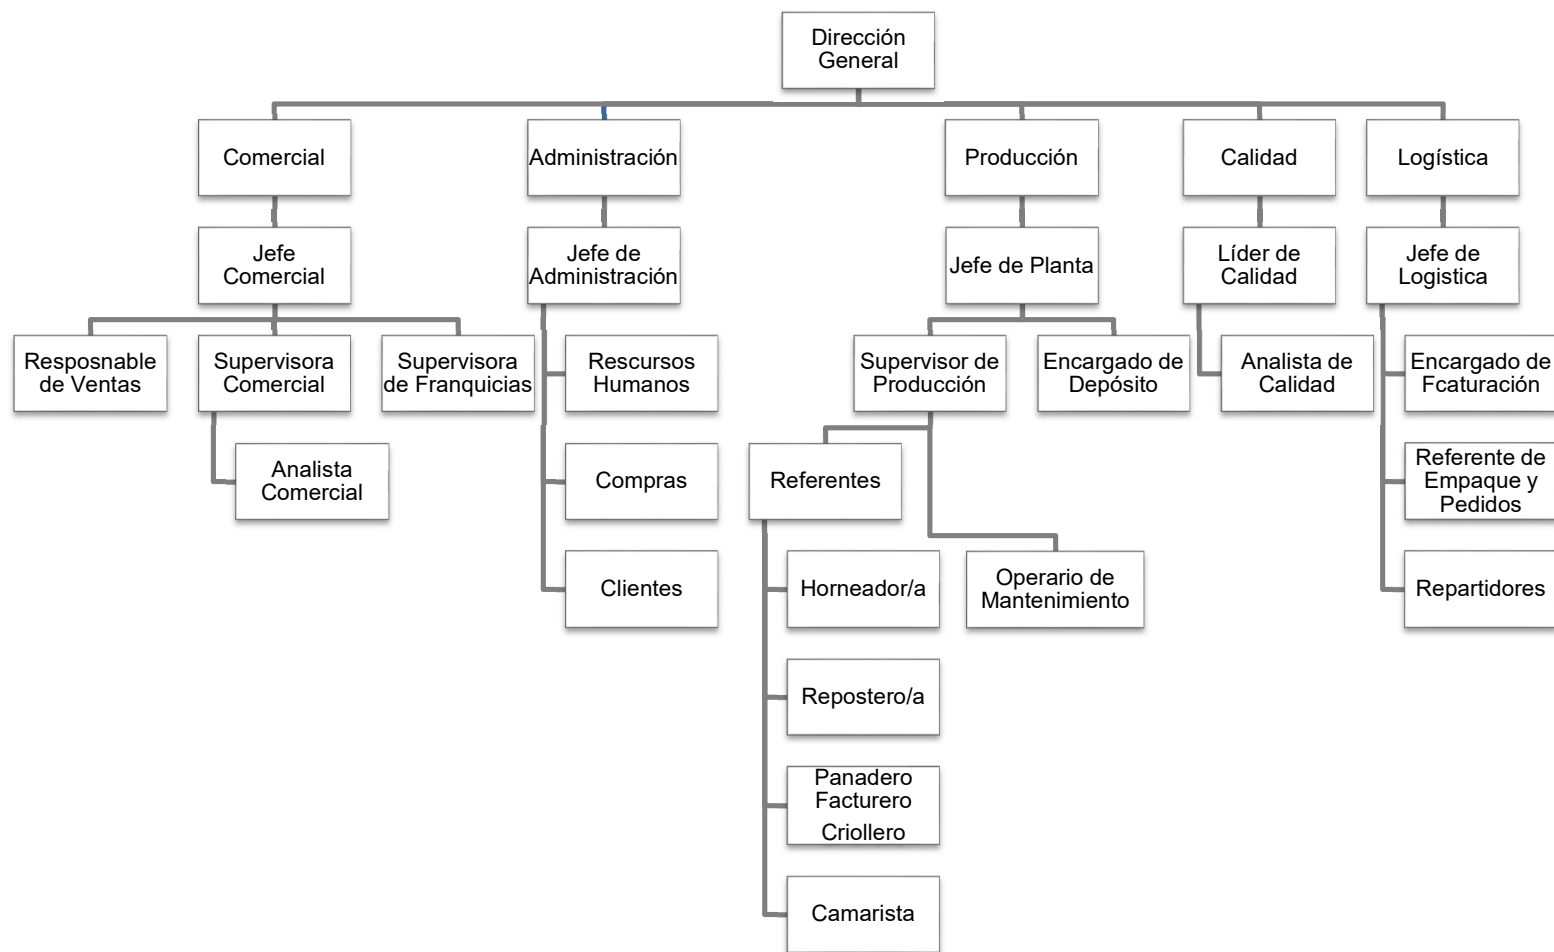 Dirección
General
Comercial
Administración
Producción
Calidad
Logística
Jefe
Comercial
Jefe de
Administración
Jefe de Planta
Líder de
Calidad
Jefe de
Logistica
Resposnable
de Ventas
Supervisora
Comercial
Supervisora
de Franquicias
Rescursos
Humanos
Supervisor de
Producción
Encargado de
Depósito
Analista de
Calidad
Encargado de
Fcaturación
Analista
Comercial
Compras
Referentes
Referente de
Empaque y
Pedidos
Clientes
Horneador/a
Operario de
Mantenimiento
Repartidores
Repostero/a
Panadero
Facturero
Criollero
Camarista